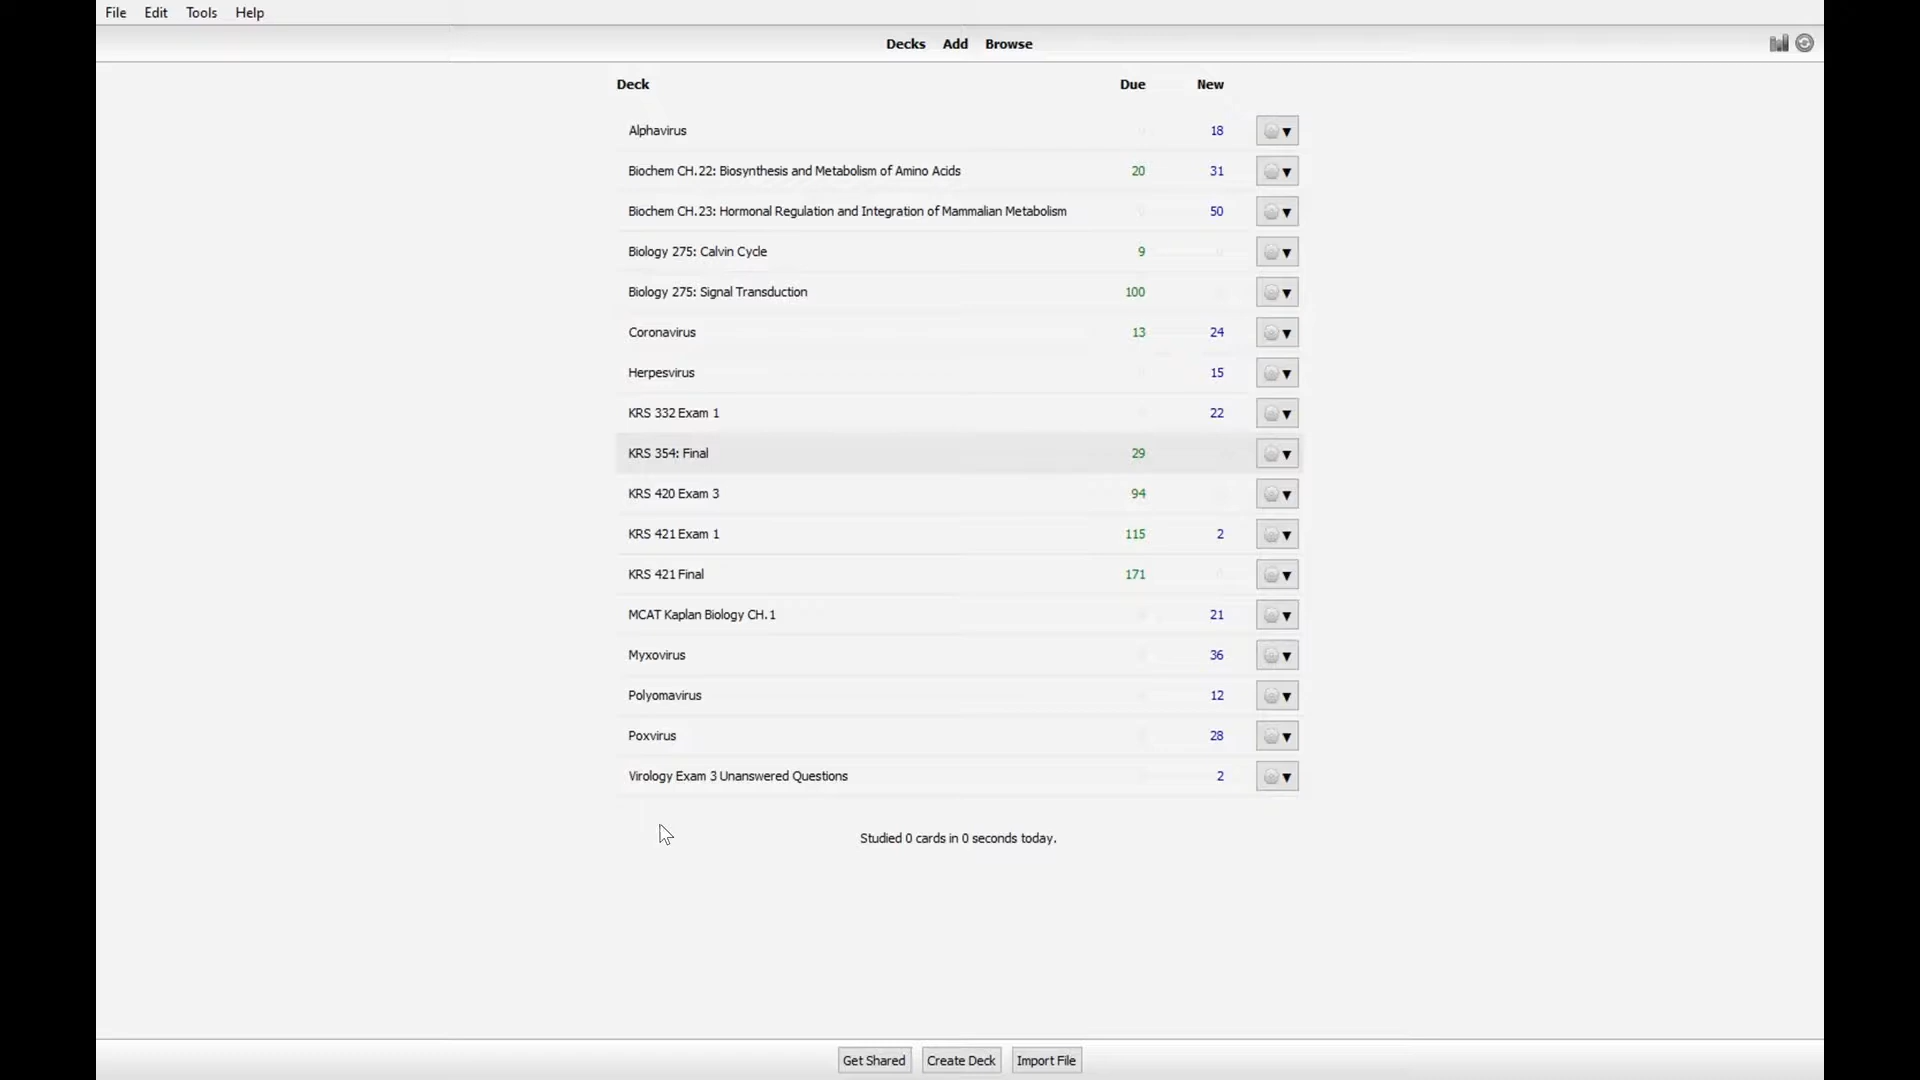 File Edit Tools Help
Decks Add Browse
Deck Due New
Alphavirus 0 18
Biochem CH.22: Biosynthesis and Metabolism of Amino Acids 20 31
Biochem CH.23: Hormonal Regulation and Integration of Mammalian Metabolism 0 50
Biology 275: Calvin Cycle 9 0
Biology 275: Signal Transduction 100
Coronavirus 13 24
Herpesvirus 0 15
KRS 332 Exam 1 22
KRS 354: Final 29
KRS 420 Exam 3 94
KRS 421 Exam 1 115 2
KRS 421 Final 171 0
MCAT Kaplan Biology CH.1 21
Myxovirus 36
Polyomavirus 12
Poxvirus 28
Virology Exam 3 Unanswered Questions 2
Studied 0 cards in 0 seconds today.
Get Shared Create Deck Import File